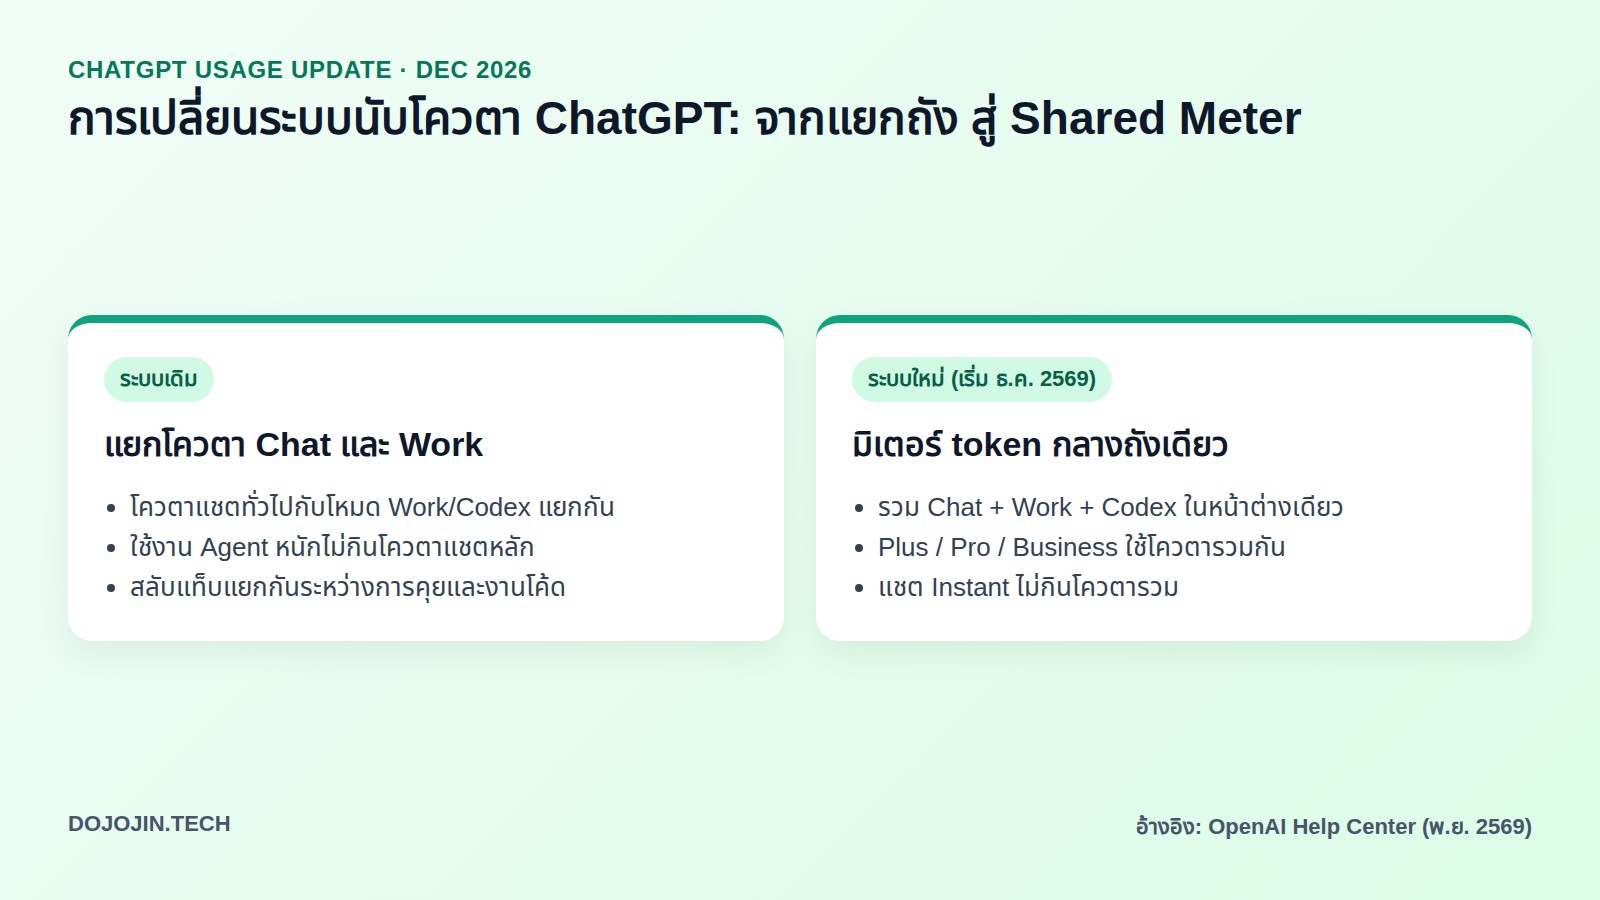 CHATGPT USAGE UPDATE · DEC 2026
การเปลี่ยนระบบนับโควตา ChatGPT: จากแยกถัง สู่ Shared Meter
ระบบเดิม
แยกโควตา Chat และ Work
• โควตาแชตทั่วไปกับโหมด Work/Codex แยกกัน
• ใช้งาน Agent หนักไม่กินโควตาแชตหลัก
• สลับแท็บแยกกันระหว่างการคุยและงานโค้ด
ระบบใหม่ (เริ่ม ธ.ค. 2569)
มิเตอร์ token กลางถังเดียว
• รวม Chat + Work + Codex ในหน้าต่างเดียว
• Plus / Pro / Business ใช้โควตารวมกัน
• แชต Instant ไม่กินโควตารวม
DOJOJIN.TECH
อ้างอิง: OpenAI Help Center (พ.ย. 2569)